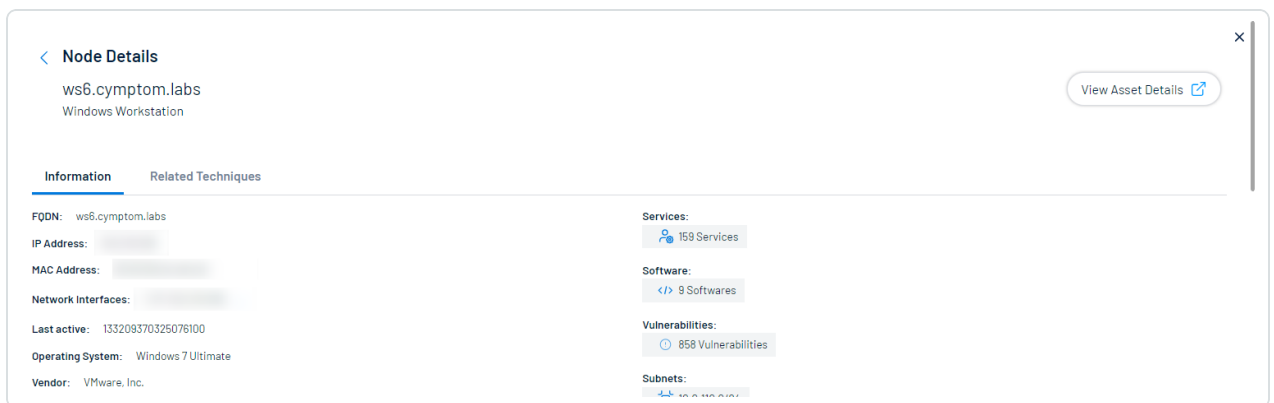 Node Details
ws6.cymptom.labs
Windows Workstation
View Asset Details
Information
Related Techniques
FQDN: ws6.cymptom.labs
IP Address:
MAC Address:
Network Interfaces:
Last active: 133209370325076100
Operating System: Windows 7 Ultimate
Vendor: VMware, Inc.
Services:
159 Services
Software:
</> 9 Softwares
Vulnerabilities:
858 Vulnerabilities
Subnets: